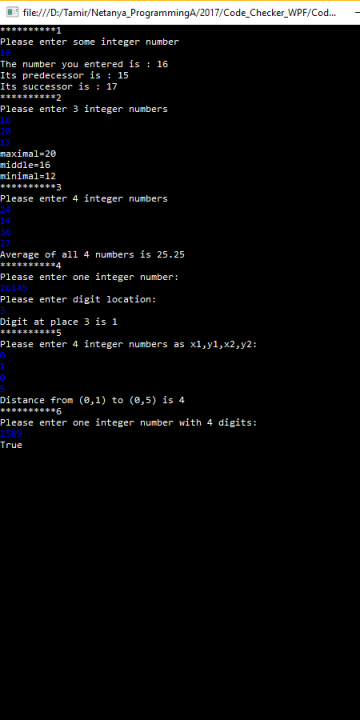 file:///D:/Tamir/Netanya_ProgrammingA/2017/Code_Checker_WPF/Cod...
**********1
Please enter some integer number
16
The number you entered is : 16
Its predecessor is : 15
Its successor is : 17
**********2
Please enter 3 integer numbers
16
20
12
maximal=20
middle=16
minimal=12
**********3
Please enter 4 integer numbers
24
27
Average of all 4 numbers is 25.25
**********4
Please enter one integer number:
26145
Please enter digit location:
3
Digit at place 3 is 1
**********5
Please enter 4 integer numbers as x1,y1,x2,y2:
0
1
0
5
Distance from (0,1) to (0,5) is 4
**********6
Please enter one integer number with 4 digits:
2589
True